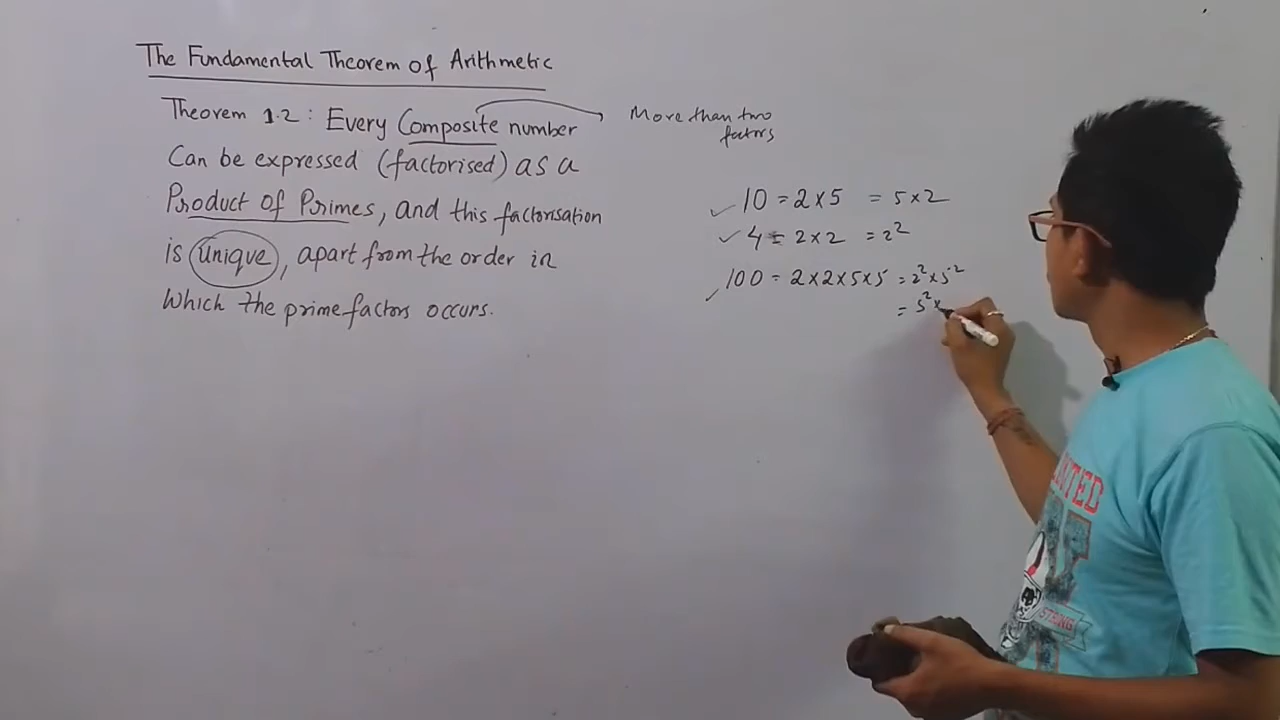 The Fundamental Theorem of Arithmetic
Theorem 1.2 : Every Composite number
Can be expressed (factorised) as a
Product of Primes, and this factorisation
is unique, apart from the order in
Which the prime factors occurs.
More than two
factors
10 = 2 x 5 = 5 x 2
4 = 2 x 2 = 2²
100 = 2 x 2 x 5 x 5 = 2² x 5²
= 5² x
STRONG